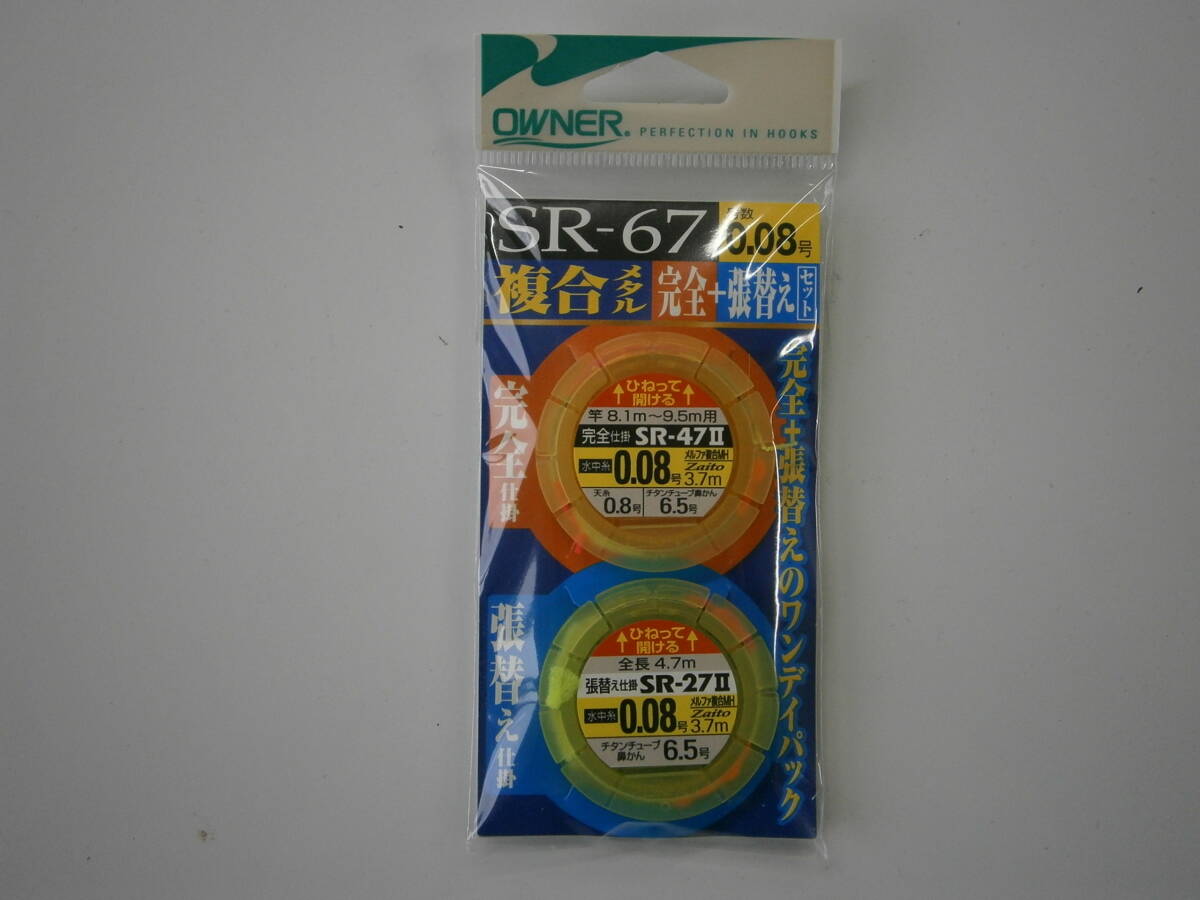 OWNER. PERFECTION IN HOOKS
SR-67
号数
0.08号
複合メタル 完全+張替え セット
完全仕掛
ひねって
開ける
竿 8.1m〜9.5m用
完全仕掛 SR-47II
水中糸 0.08号 メルファ複合MH Zaito 3.7m
天糸 0.8号 チタンチューブ鼻かん 6.5号
張替え仕掛
ひねって
開ける
全長 4.7m
張替え仕掛 SR-27II
水中糸 0.08号 メルファ複合MH Zaito 3.7m
チタンチューブ鼻かん 6.5号
完全+張替えのワンデイパック